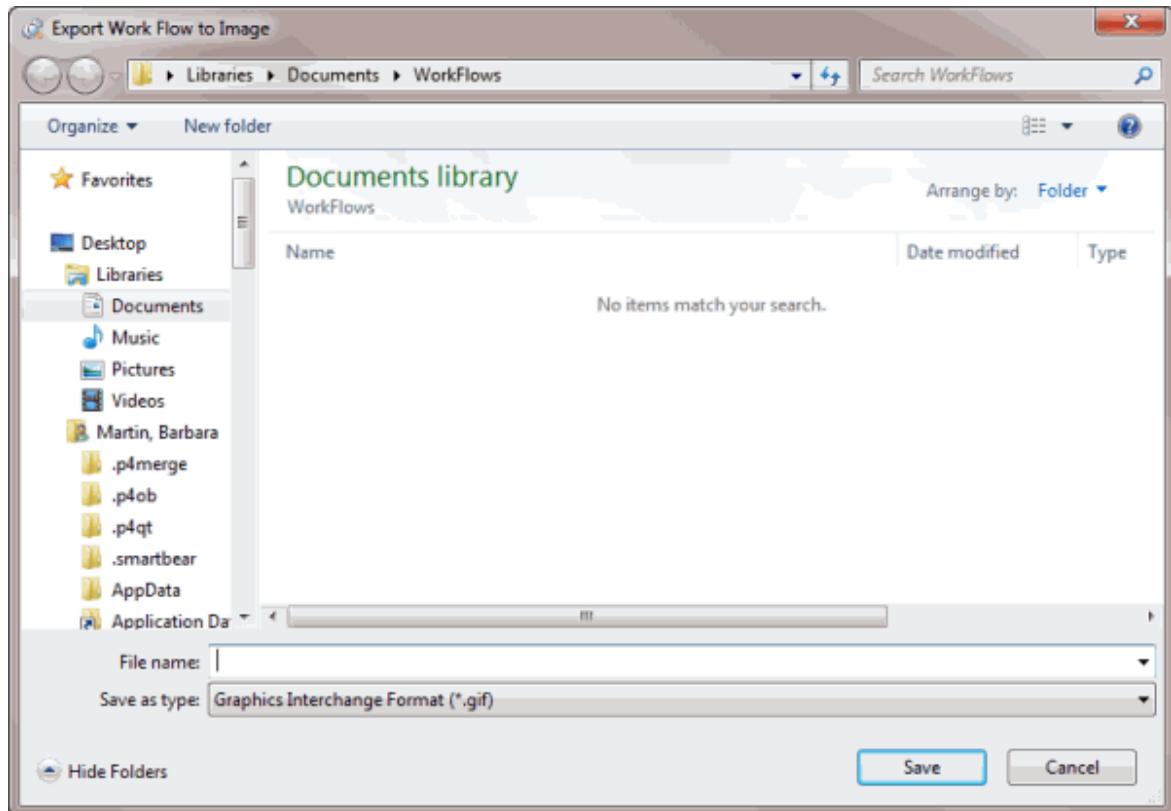 Export Work Flow to Image
Libraries Documents WorkFlows
Search WorkFlows
Organize
New folder
Favorites
Desktop
Libraries
Documents
Music
Pictures
Videos
Martin, Barbara
.p4merge
.p4ob
.p4qt
.smartbear
AppData
Application Da
Documents library
WorkFlows
Arrange by: Folder
Name
Date modified
Type
No items match your search.
File name:
Save as type: Graphics Interchange Format (*.gif)
Hide Folders
Save
Cancel